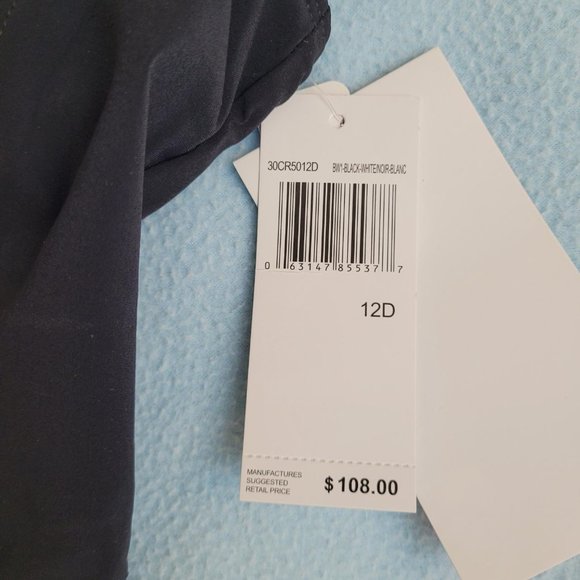 30CR5012D BW1-BLACK-WHITE/NOIR-BLANC
0 63147 85537 7
12D
MANUFACTURES
SUGGESTED
RETAIL PRICE $108.00